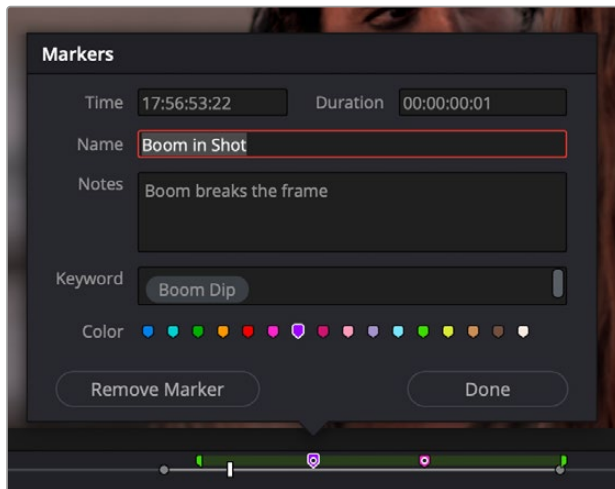 Markers
Time 17:56:53:22 Duration 00:00:00:01
Name Boom in Shot
Notes Boom breaks the frame
Keyword Boom Dip
Color
Remove Marker Done